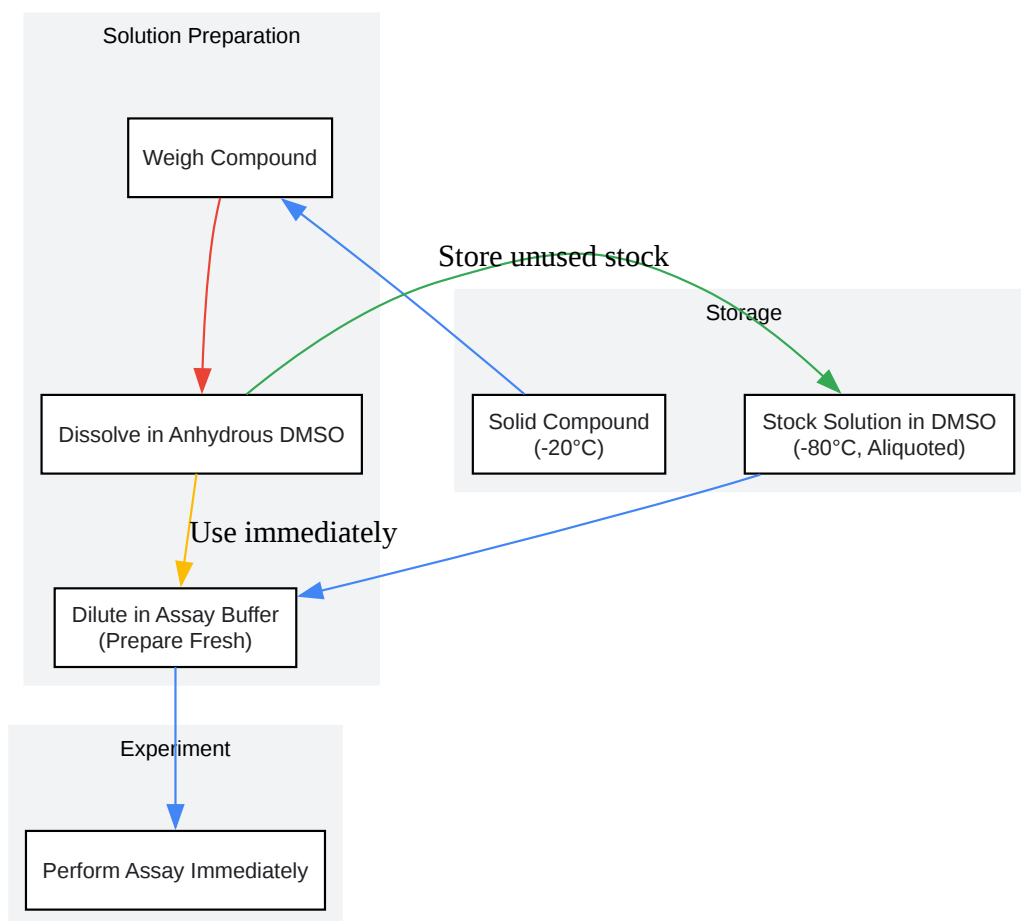 Solution Preparation
Weigh Compound
Store unused stock
Storage
Dissolve in Anhydrous DMSO
Solid Compound
(-20°C)
Stock Solution in DMSO
(-80°C, Aliquoted)
Use immediately
Dilute in Assay Buffer
(Prepare Fresh)
Experiment
Perform Assay Immediately